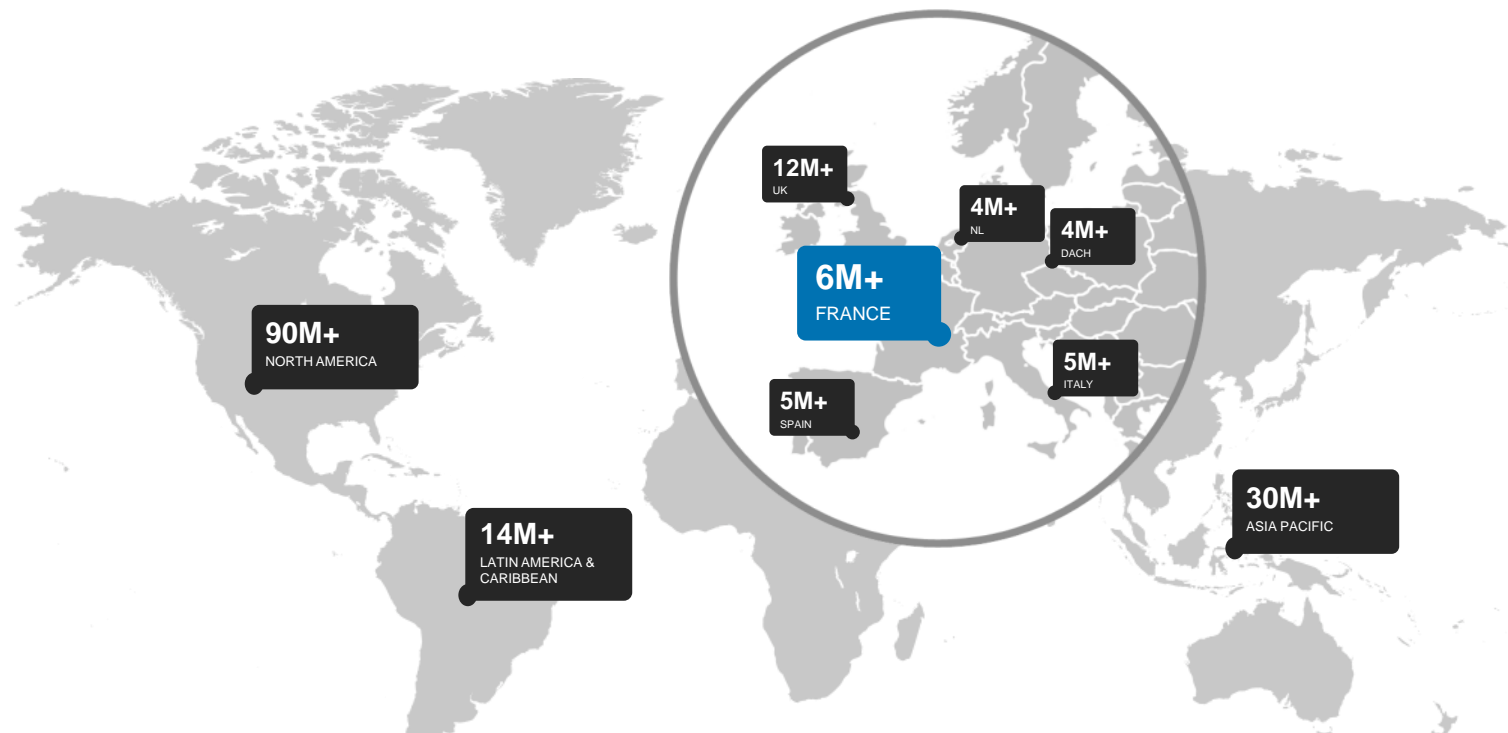 12M+
UK
4M+
NL
4M+
DACH
6M+
FRANCE
90M+
NORTH AMERICA
5M+
ITALY
5M+
SPAIN
30M+
ASIA PACIFIC
14M+
LATIN AMERICA &
CARIBBEAN